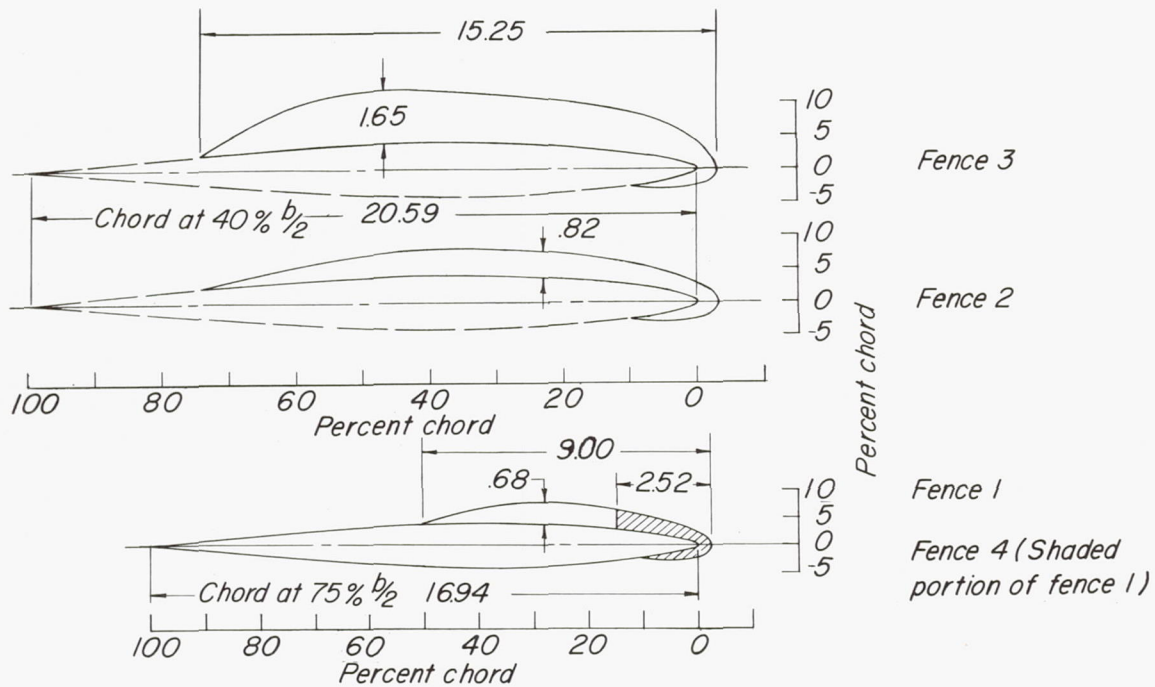 15.25
10
1.65
5
0
Fence 3
-5
Chord at 40% b/2 20.59
.82
10
5
0
Fence 2
-5
100 80 60 40 20 0
Percent chord
Percent chord
9.00
.68
2.52
10
Fence 1
5
0
Fence 4 (Shaded
portion of fence 1)
-5
Chord at 75% b/2 16.94
100 80 60 40 20 0
Percent chord